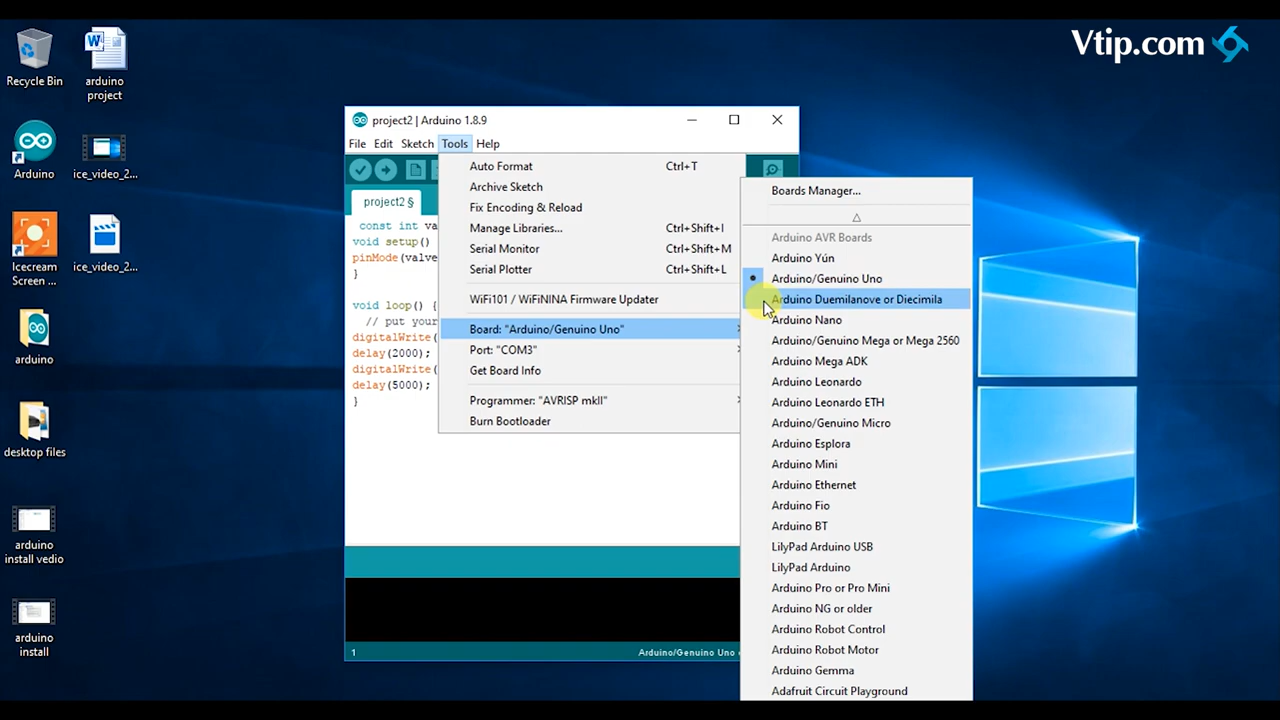 Vtip.com
Recycle Bin
arduino
project
Arduino
ice_video_2...
Icecream
Screen ...
ice_video_2...
arduino
desktop files
arduino
install vedio
arduino
install
project2 | Arduino 1.8.9
File Edit Sketch Tools Help
project2 §
const int va
void setup()
pinMode(valve
}
void loop() {
// put your
digitalWrite(
delay(2000);
digitalWrite(
delay(5000);
}
1
Arduino/Genuino Uno
Auto Format Ctrl+T
Archive Sketch
Fix Encoding & Reload
Manage Libraries... Ctrl+Shift+I
Serial Monitor Ctrl+Shift+M
Serial Plotter Ctrl+Shift+L
WiFi101 / WiFiNINA Firmware Updater
Board: "Arduino/Genuino Uno"
Port: "COM3"
Get Board Info
Programmer: "AVRISP mkII"
Burn Bootloader
Boards Manager...
Arduino AVR Boards
Arduino Yún
Arduino/Genuino Uno
Arduino Duemilanove or Diecimila
Arduino Nano
Arduino/Genuino Mega or Mega 2560
Arduino Mega ADK
Arduino Leonardo
Arduino Leonardo ETH
Arduino/Genuino Micro
Arduino Esplora
Arduino Mini
Arduino Ethernet
Arduino Fio
Arduino BT
LilyPad Arduino USB
LilyPad Arduino
Arduino Pro or Pro Mini
Arduino NG or older
Arduino Robot Control
Arduino Robot Motor
Arduino Gemma
Adafruit Circuit Playground